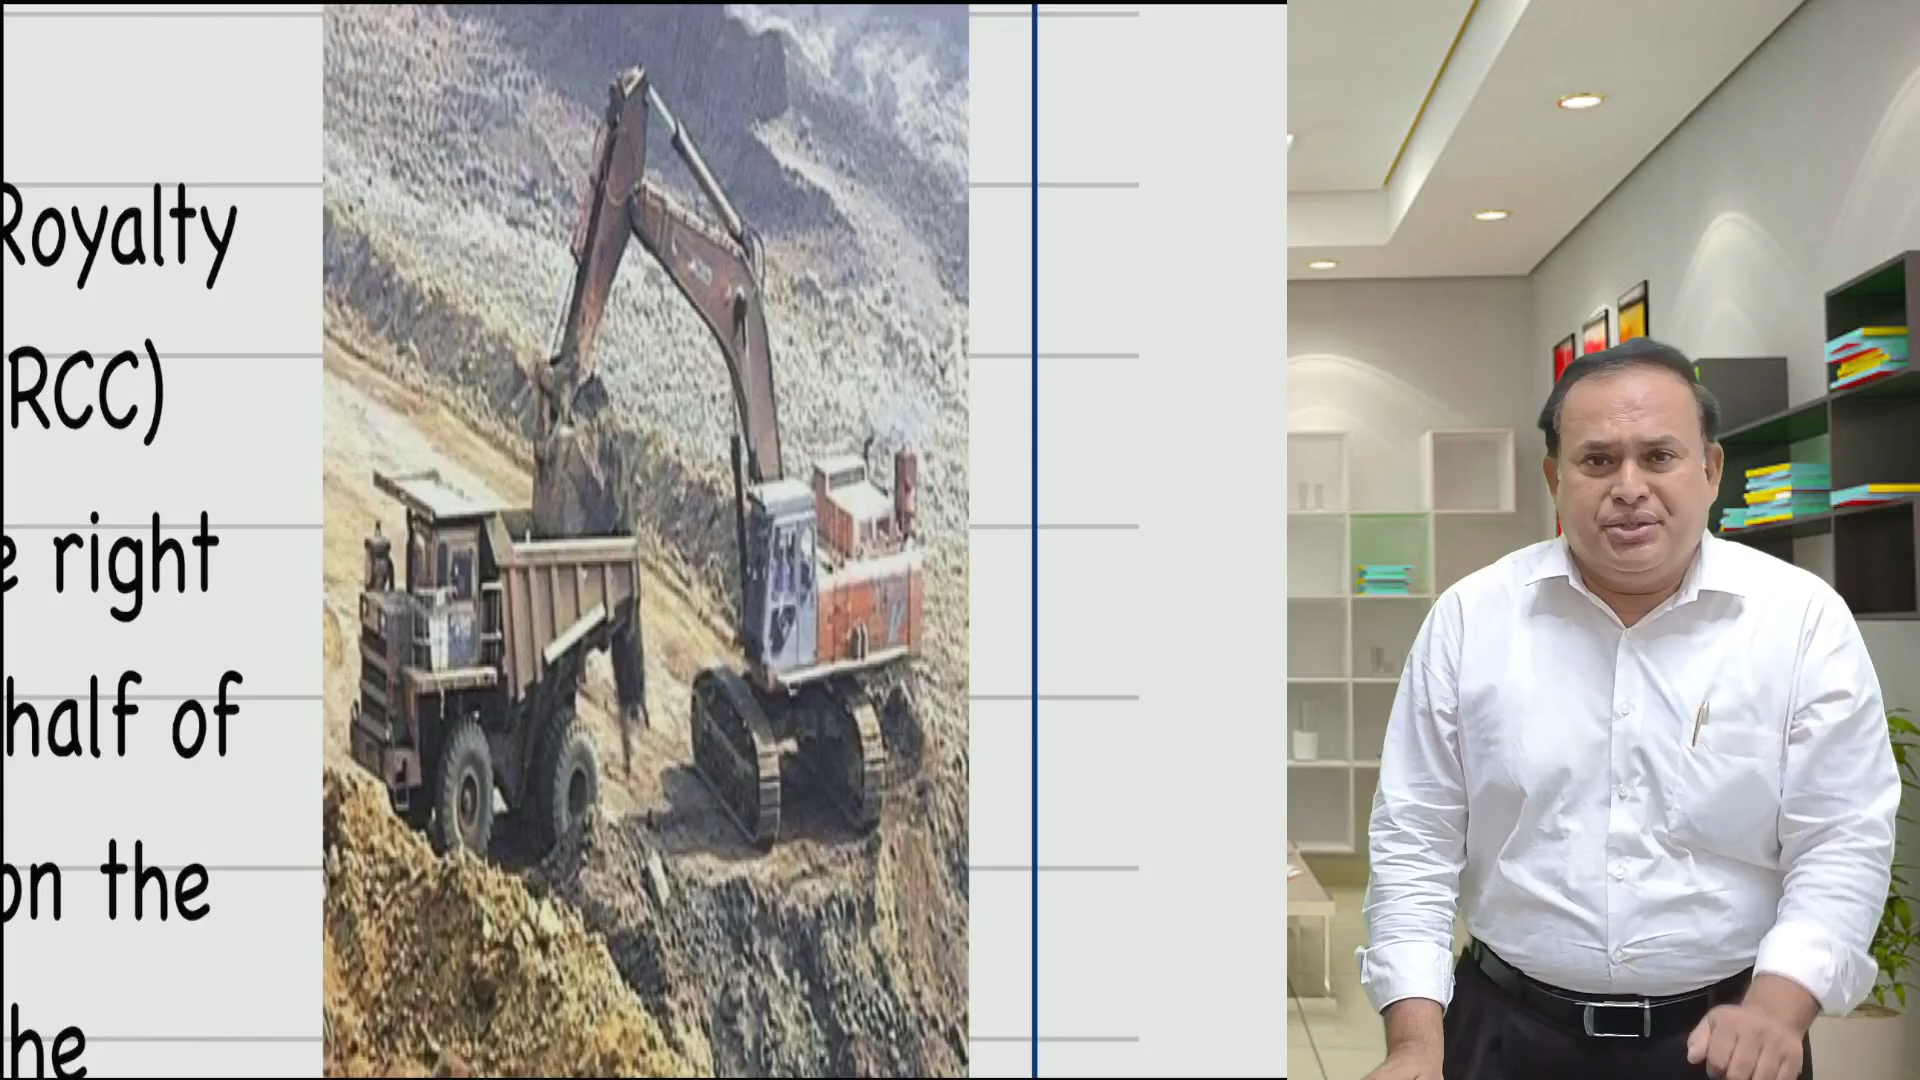 Royalty
(RCC)
right
half of
on the
he